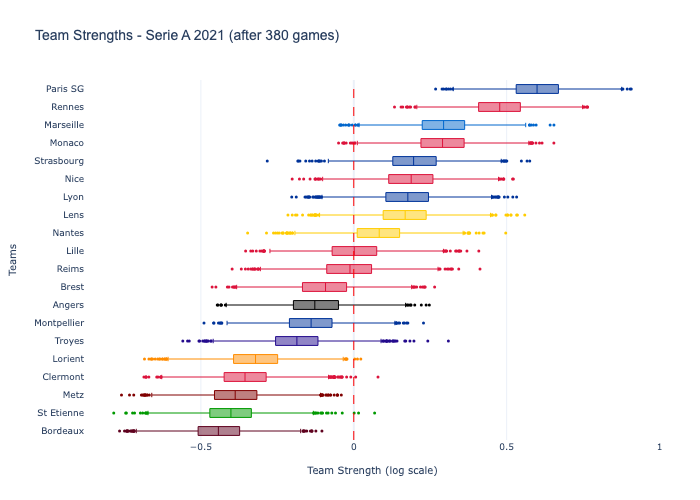 Team Strengths - Serie A 2021 (after 380 games)
Paris SG
Rennes
Marseille
Monaco
Strasbourg
Nice
Lyon
Lens
Nantes
Lille
Reims
Brest
Angers
Montpellier
Troyes
Lorient
Clermont
Metz
St Etienne
Bordeaux
Teams
−0.5
0
0.5
1
Team Strength (log scale)